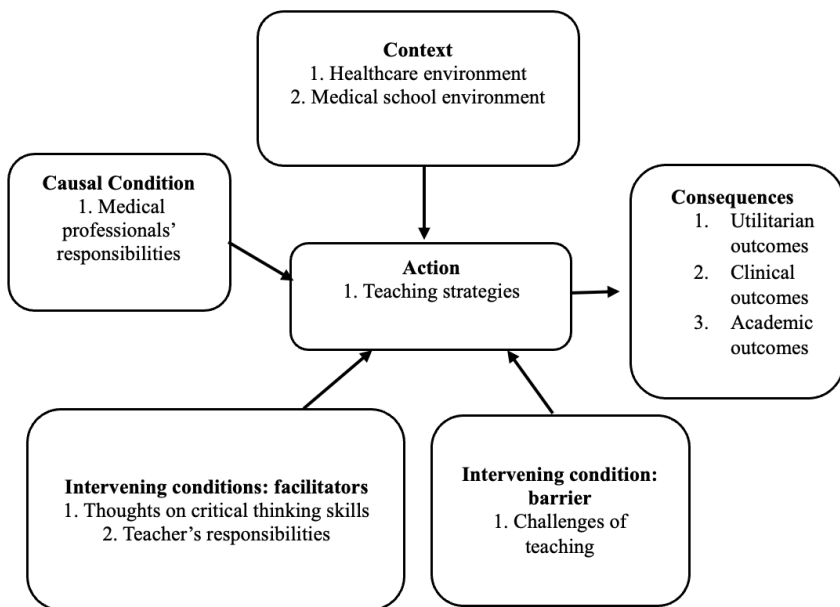 Context
1. Healthcare environment
2. Medical school environment
Causal Condition
1. Medical
professionals’
responsibilities
Action
1. Teaching strategies
Consequences
1. Utilitarian
outcomes
2. Clinical
outcomes
3. Academic
outcomes
Intervening conditions: facilitators
1. Thoughts on critical thinking skills
2. Teacher’s responsibilities
Intervening condition:
barrier
1. Challenges of
teaching